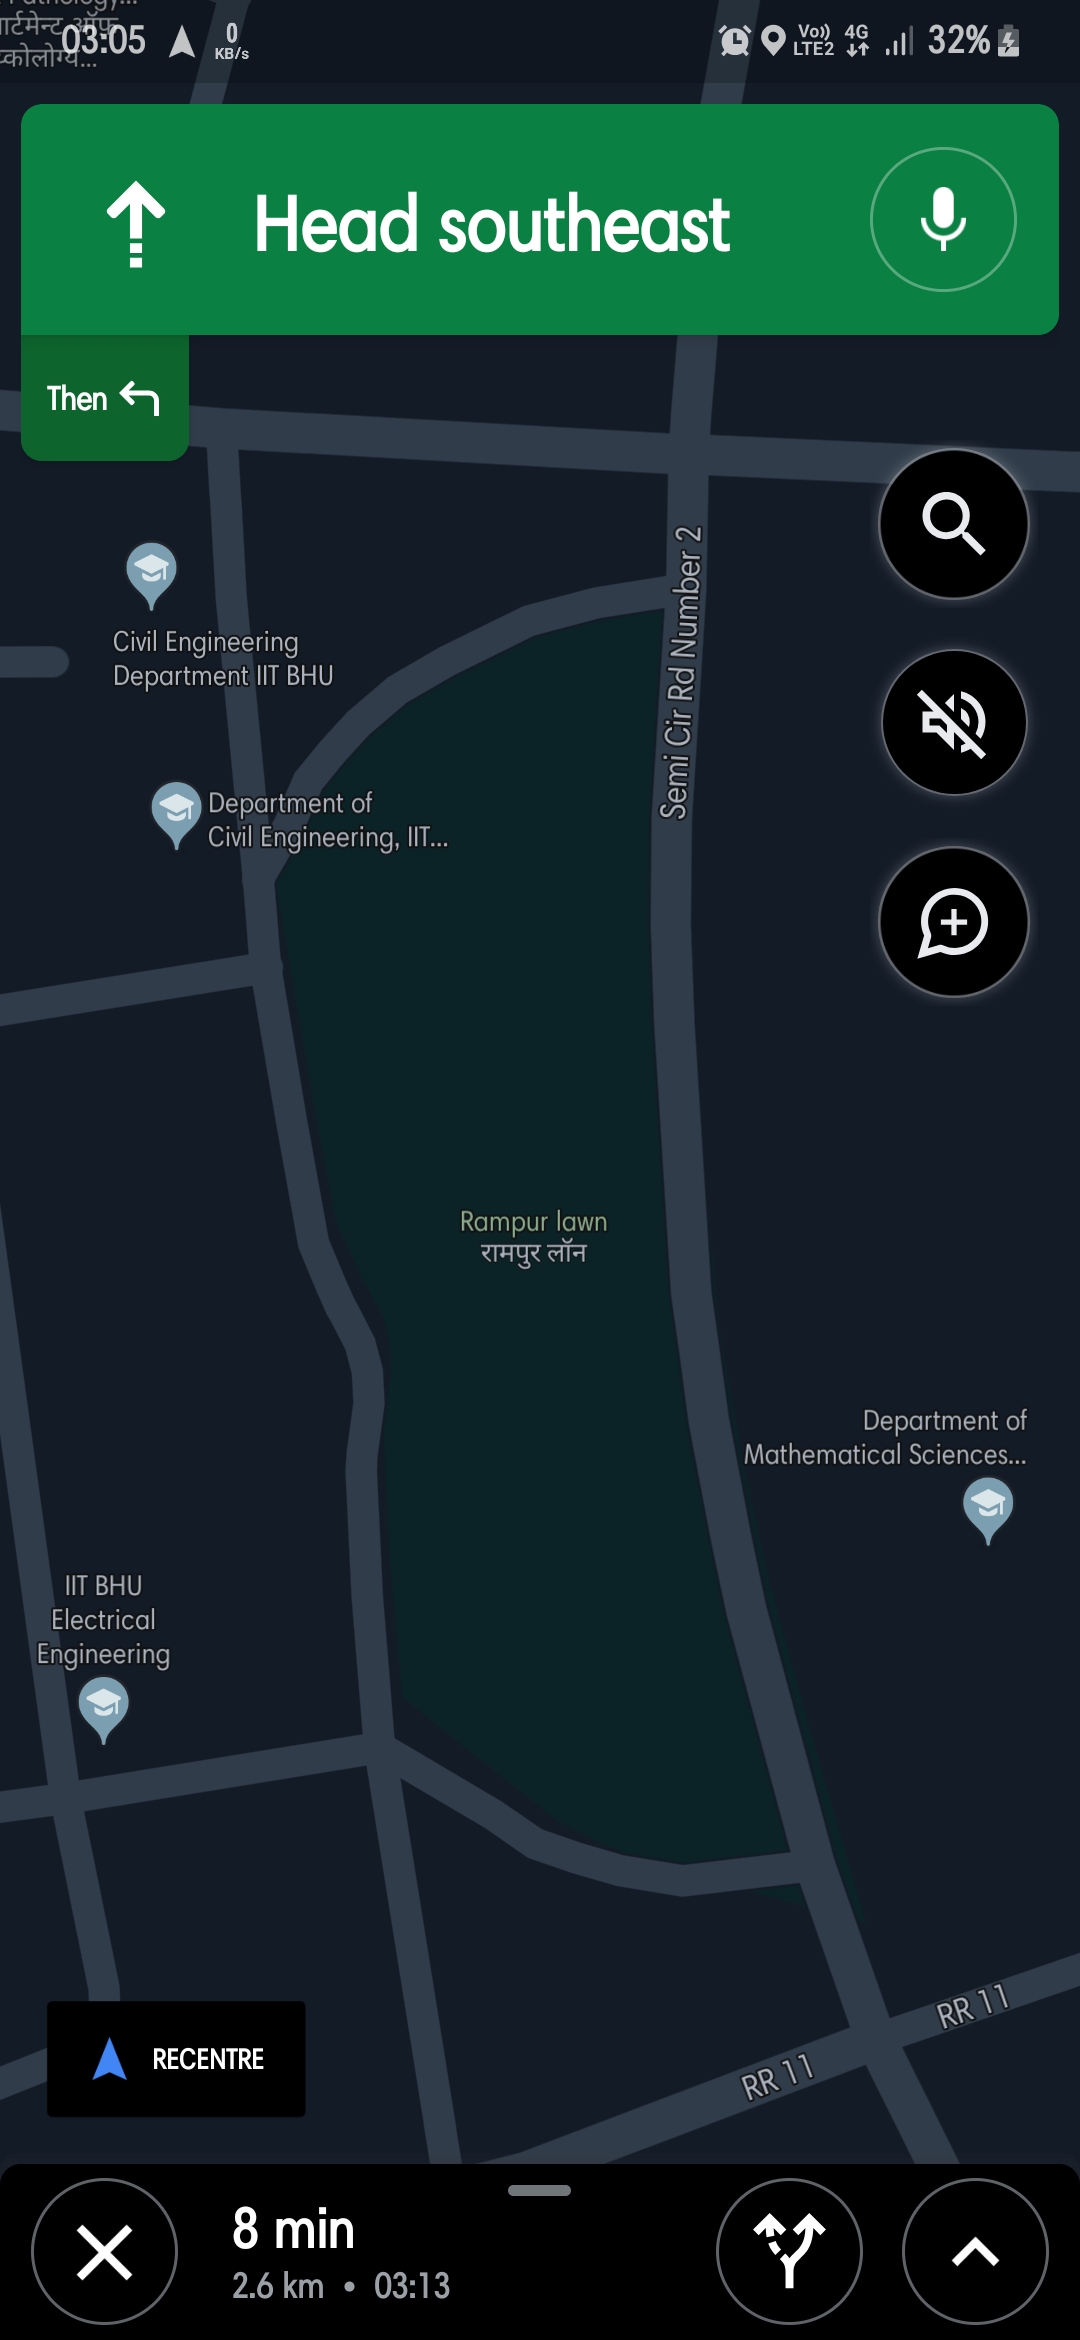 03:05
0
KB/s
Vo))
LTE2
4G
32%
Head southeast
Then
Semi Cir Rd Number 2
Civil Engineering
Department IIT BHU
Department of
Civil Engineering, IIT...
Rampur lawn
रामपुर लॉन
Department of
Mathematical Sciences...
IIT BHU
Electrical
Engineering
RR 11
RR 11
RECENTRE
8 min
2.6 km • 03:13